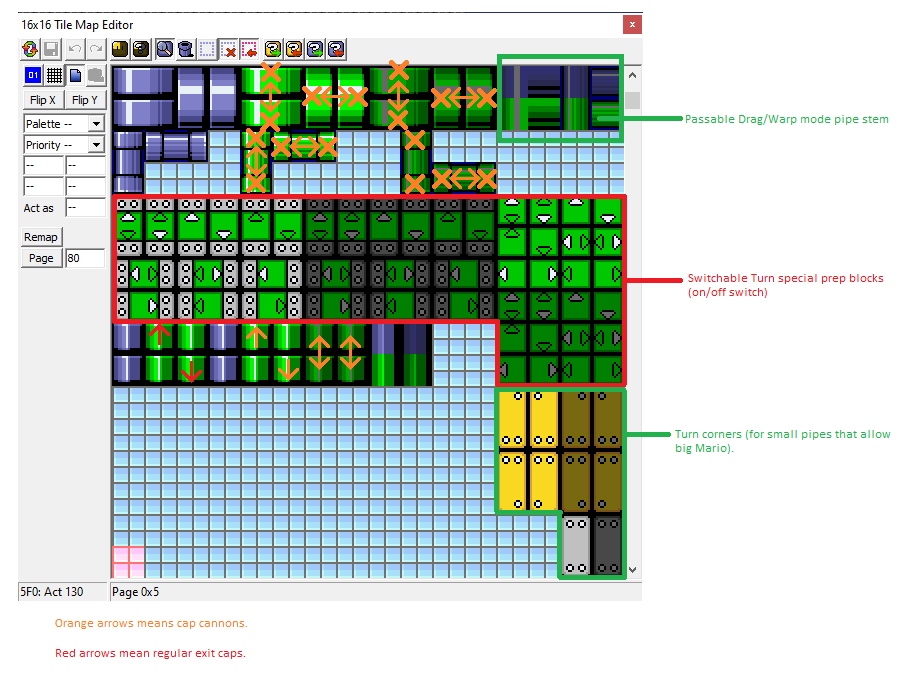 16x16 Tile Map Editor
x
01
Flip X Flip Y
Palette --
Priority --
-- --
-- --
Act as --
Remap
Page 80
Passable Drag/Warp mode pipe stem
Switchable Turn special prep blocks
(on/off switch)
Turn corners (for small pipes that allow
big Mario).
5F0: Act 130 Page 0x5
Orange arrows means cap cannons.
Red arrows mean regular exit caps.